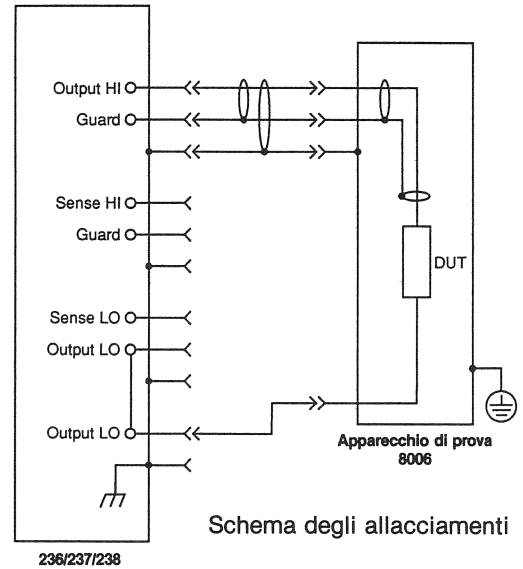 Output HI
Guard
Sense HI
Guard
DUT
Sense LO
Output LO
Output LO
Apparecchio di prova
8006
Schema degli allacciamenti
236/237/238